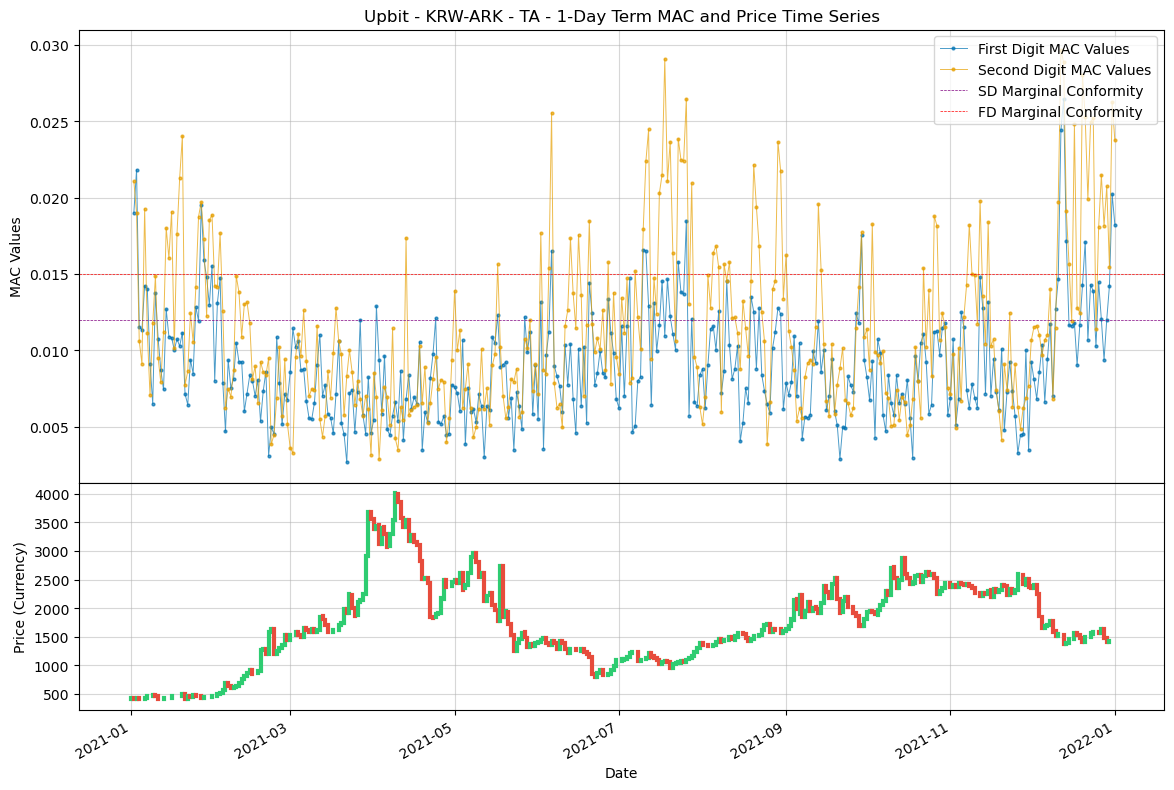 Upbit - KRW-ARK - TA - 1-Day Term MAC and Price Time Series
First Digit MAC Values
Second Digit MAC Values
SD Marginal Conformity
FD Marginal Conformity
MAC Values
0.030
0.025
0.020
0.015
0.010
0.005
Price (Currency)
4000
3500
3000
2500
2000
1500
1000
500
2021-01
2021-03
2021-05
2021-07
2021-09
2021-11
2022-01
Date